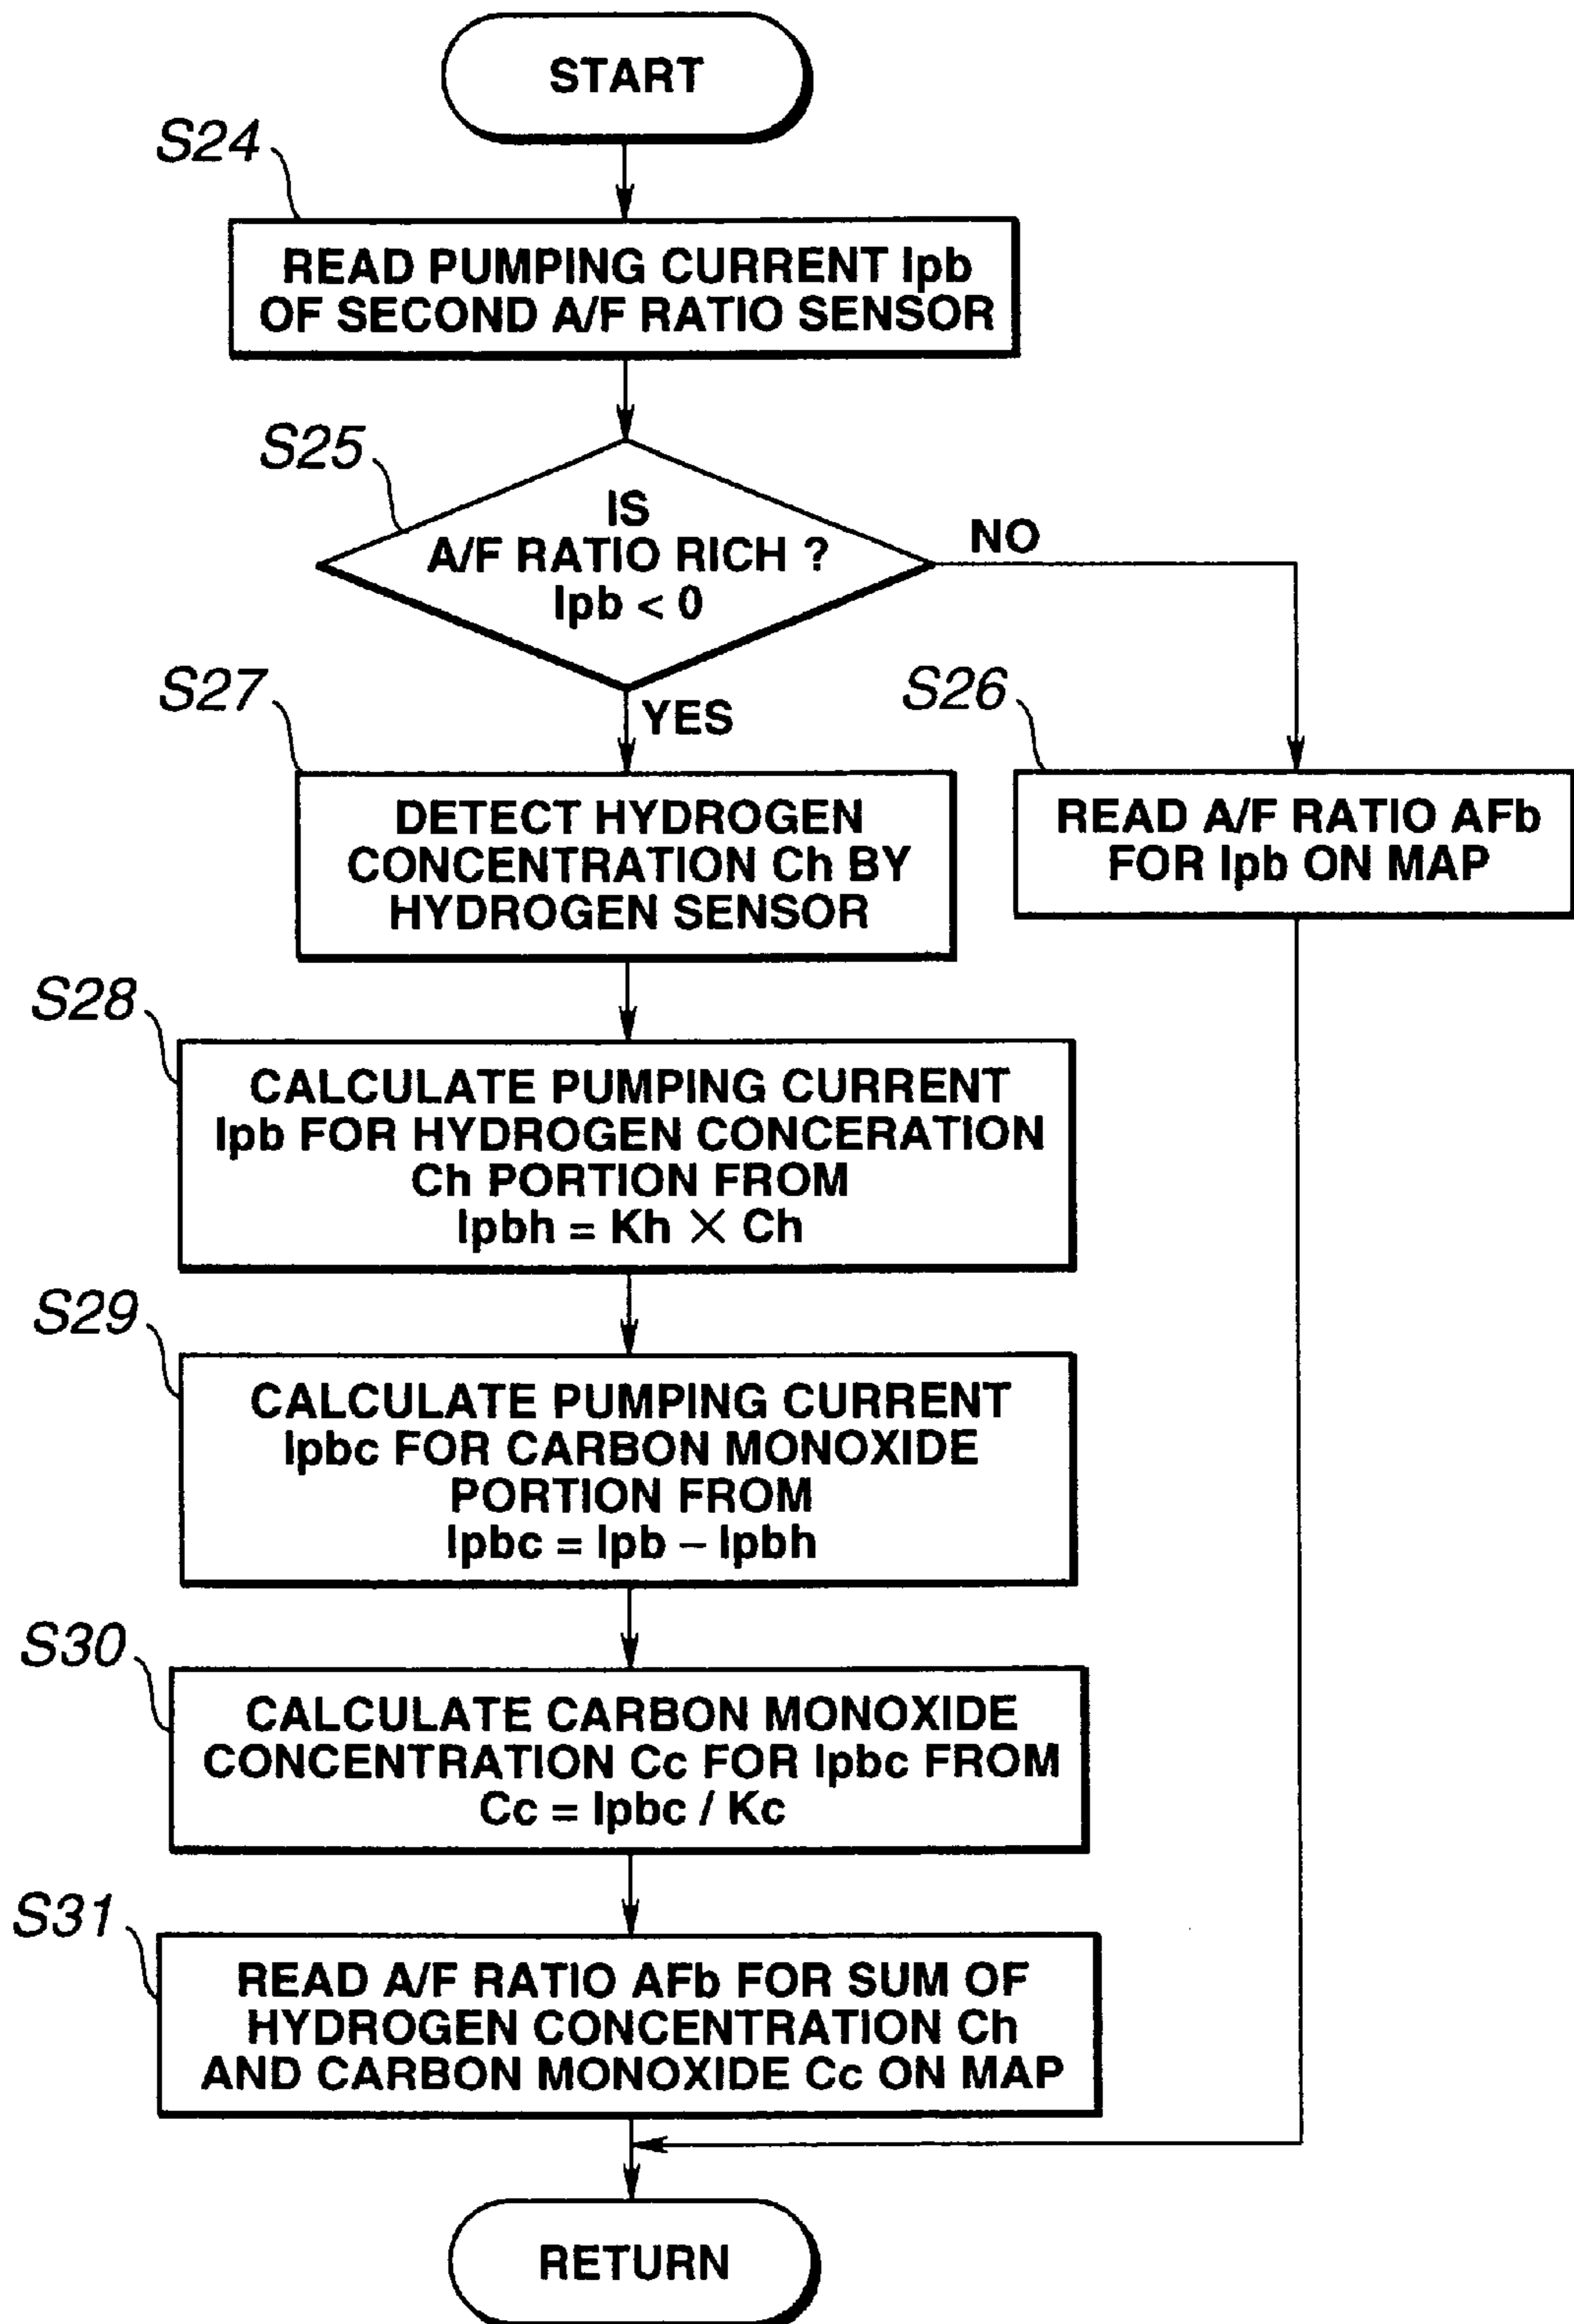 START
S24
READ PUMPING CURRENT Ipb
OF SECOND A/F RATIO SENSOR
S25
IS
A/F RATIO RICH ?
Ipb < 0
NO
YES
S27
DETECT HYDROGEN
CONCENTRATION Ch BY
HYDROGEN SENSOR
S26
READ A/F RATIO AFb
FOR Ipb ON MAP
S28
CALCULATE PUMPING CURRENT
Ipb FOR HYDROGEN CONCERATION
Ch PORTION FROM
Ipbh = Kh × Ch
S29
CALCULATE PUMPING CURRENT
Ipbc FOR CARBON MONOXIDE
PORTION FROM
Ipbc = Ipb – Ipbh
S30
CALCULATE CARBON MONOXIDE
CONCENTRATION Cc FOR Ipbc FROM
Cc = Ipbc / Kc
S31
READ A/F RATIO AFb FOR SUM OF
HYDROGEN CONCENTRATION Ch
AND CARBON MONOXIDE Cc ON MAP
RETURN